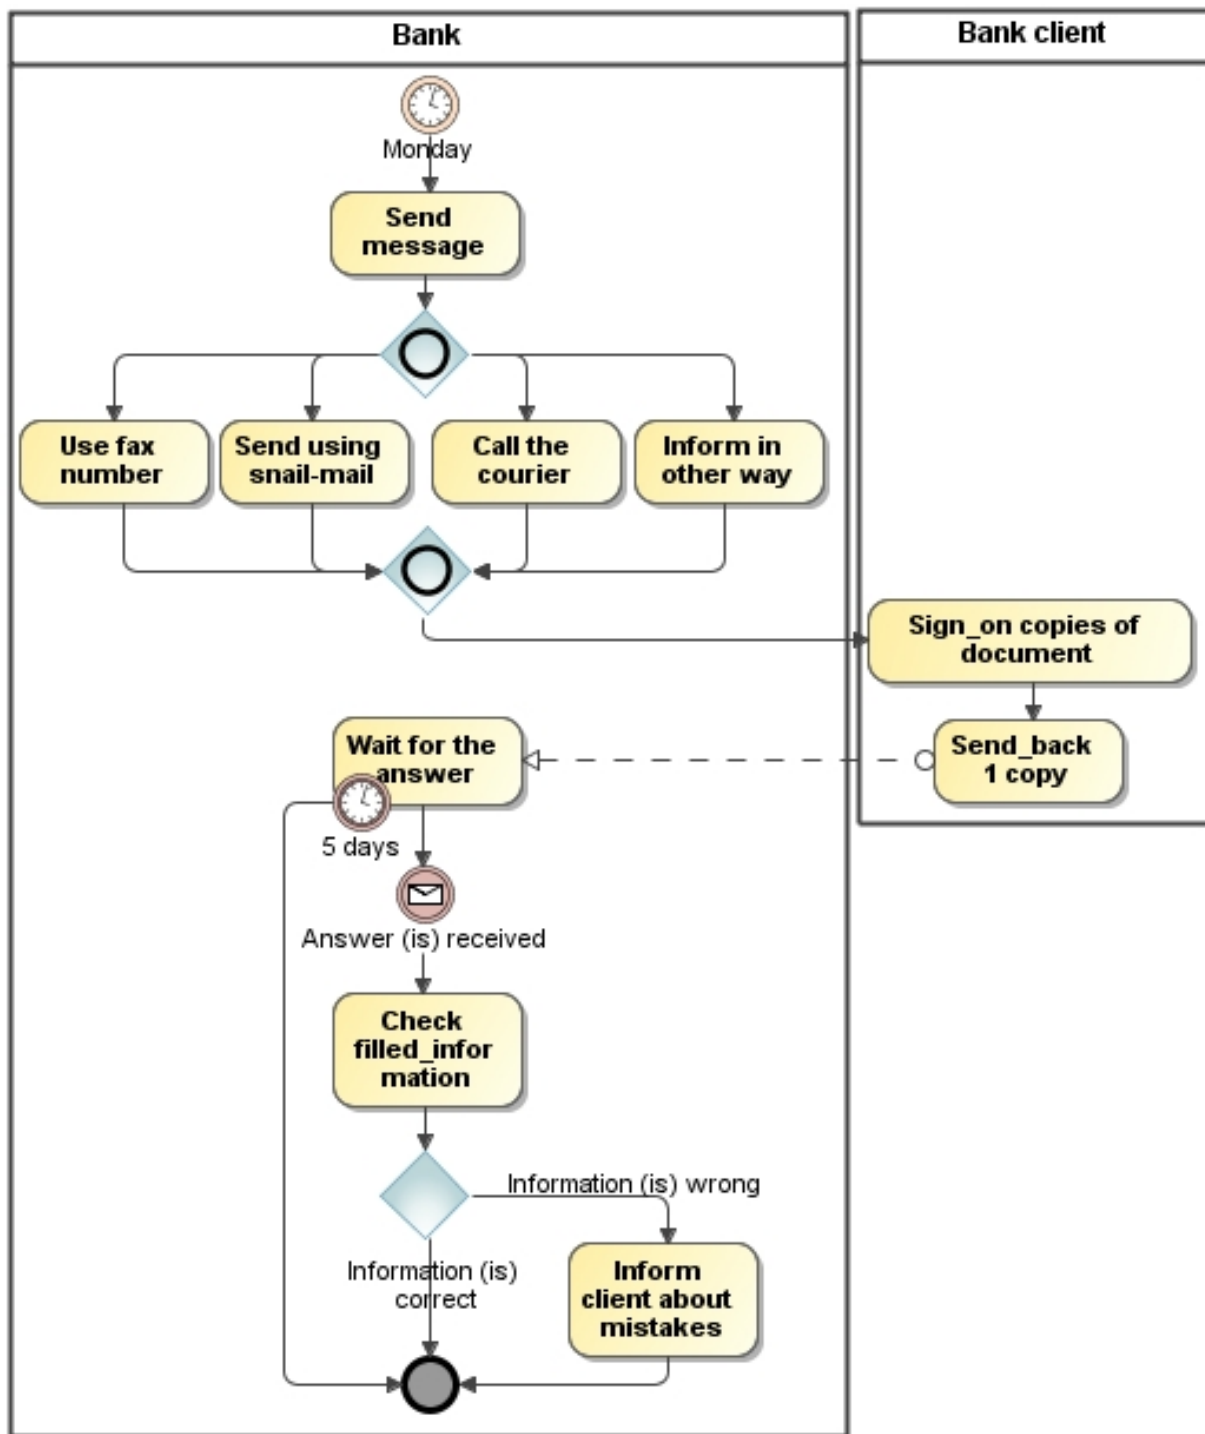 Bank
Bank client
Monday
Send
message
Use fax
number
Send using
snail-mail
Call the
courier
Inform in
other way
Sign_on copies of
document
Wait for the
answer
Send_back
1 copy
5 days
Answer (is) received
Check
filled_infor
mation
Information (is) wrong
Information (is)
correct
Inform
client about
mistakes